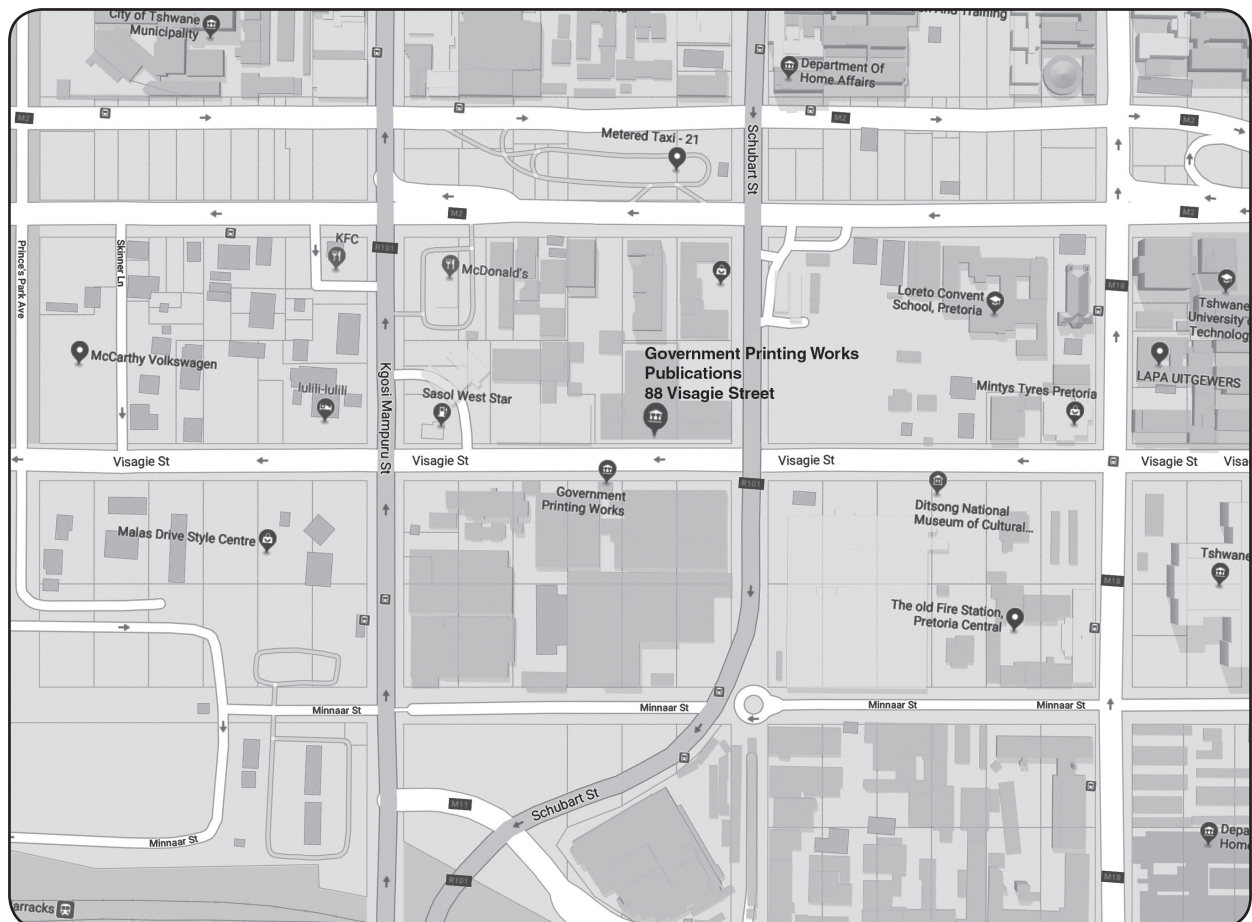 City of Tshwane
Municipality
On And Training
Department Of
Home Affairs
M2
M2
M2
Metered Taxi - 21
Schubart St
M2
M2
Prince's Park Ave
Skinner Ln
KFC
R101
McDonald's
Loreto Convent
School, Pretoria
M18
Tshwane
University
Technolog
McCarthy Volkswagen
Government Printing Works
Publications
88 Visagie Street
LAPA UITGEWERS
Iulili-Iulili
Kgosi Mampuru St
Sasol West Star
Mintys Tyres Pretoria
Visagie St
Visagie St
Visagie St
Visagie St
Visa
Government
Printing Works
R101
Ditsong National
Museum of Cultural...
Malas Drive Style Centre
Tshwane
M18
The old Fire Station,
Pretoria Central
Minnaar St
Minnaar St
Minnaar St
Minnaar St
M11
Schubart St
Minnaar St
Depa
Home
R101
M18
arracks